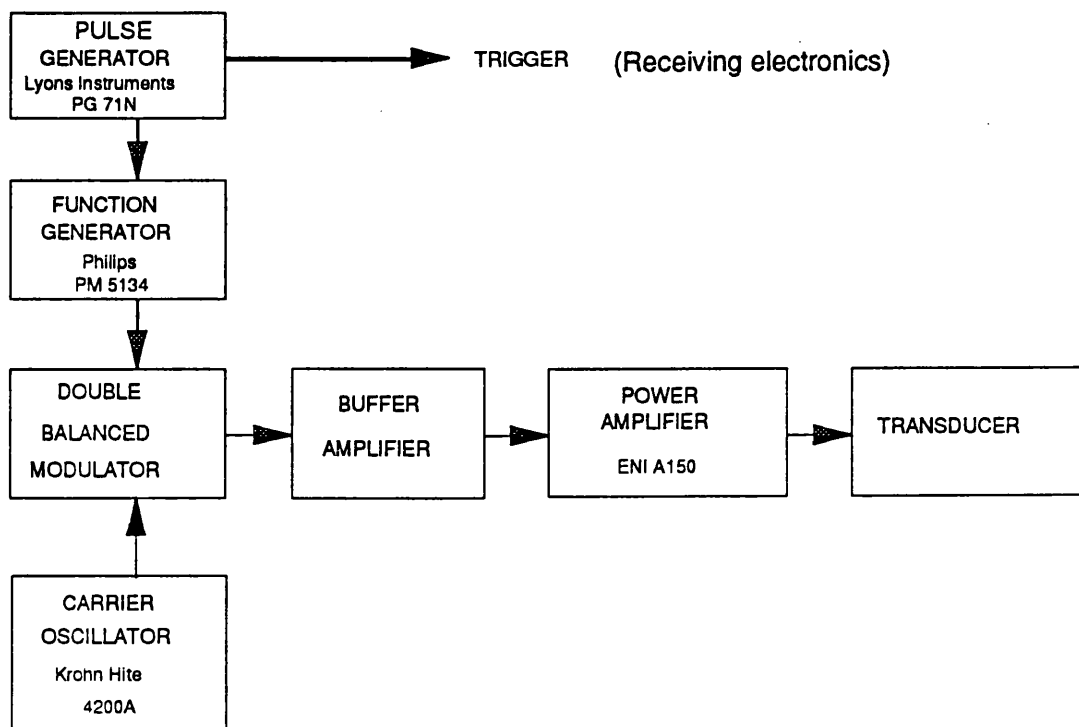 PULSE
GENERATOR
Lyons Instruments
PG 71N
TRIGGER (Receiving electronics)
FUNCTION
GENERATOR
Philips
PM 5134
DOUBLE
BALANCED
MODULATOR
BUFFER
AMPLIFIER
POWER
AMPLIFIER
ENI A150
TRANSDUCER
CARRIER
OSCILLATOR
Krohn Hite
4200A